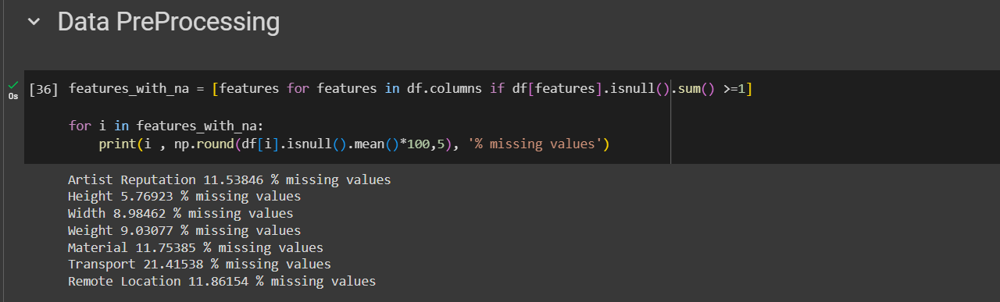 Data PreProcessing
[36] features_with_na = [features for features in df.columns if df[features].isnull().sum() >=1]
0s
for i in features_with_na:
print(i , np.round(df[i].isnull().mean()*100,5), '% missing values')
Artist Reputation 11.53846 % missing values
Height 5.76923 % missing values
Width 8.98462 % missing values
Weight 9.03077 % missing values
Material 11.75385 % missing values
Transport 21.41538 % missing values
Remote Location 11.86154 % missing values